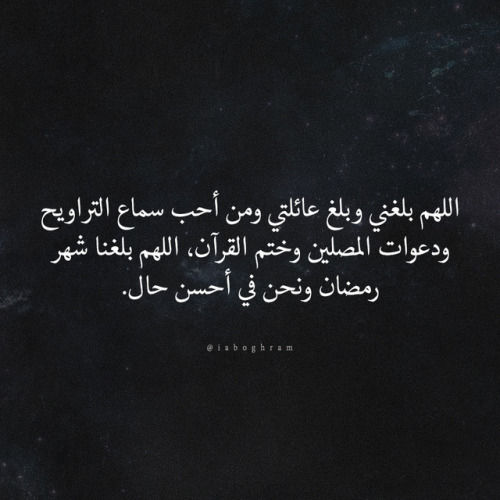 اللهم بلغني وبلغ عائلتي ومن أحب سماع التراويح
ودعوات المصلين وختم القرآن، اللهم بلغنا شهر
رمضان ونحن في أحسن حال.
@iaboghram